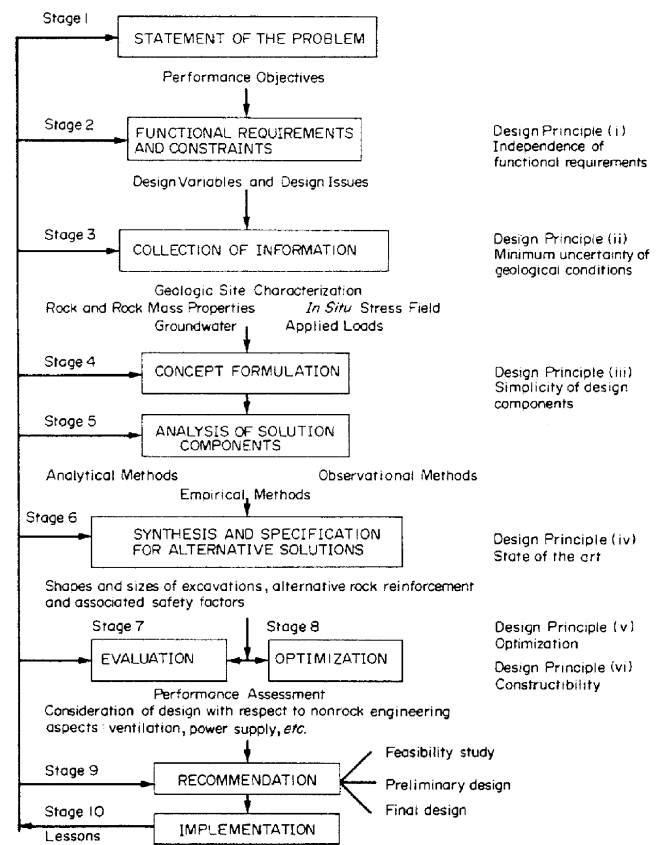 Stage 1
STATEMENT OF THE PROBLEM
Performance Objectives
Stage 2
FUNCTIONAL REQUIREMENTS
AND CONSTRAINTS
Design Principle (i)
Independence of
functional requirements
Design Variables and Design Issues
Stage 3
COLLECTION OF INFORMATION
Design Principle (ii)
Minimum uncertainty of
geological conditions
Geologic Site Characterization
Rock and Rock Mass Properties In Situ Stress Field
Groundwater Applied Loads
Stage 4
CONCEPT FORMULATION
Design Principle (iii)
Simplicity of design
components
Stage 5
ANALYSIS OF SOLUTION
COMPONENTS
Analytical Methods Observational Methods
Empirical Methods
Stage 6
SYNTHESIS AND SPECIFICATION
FOR ALTERNATIVE SOLUTIONS
Design Principle (iv)
State of the art
Shapes and sizes of excavations, alternative rock reinforcement
and associated safety factors
Stage 7
EVALUATION
Stage 8
OPTIMIZATION
Design Principle (v)
Optimization
Design Principle (vi)
Constructibility
Performance Assessment
Consideration of design with respect to nonrock engineering
aspects: ventilation, power supply, etc.
Stage 9
RECOMMENDATION
Feasibility study
Preliminary design
Final design
Stage 10
Lessons
IMPLEMENTATION